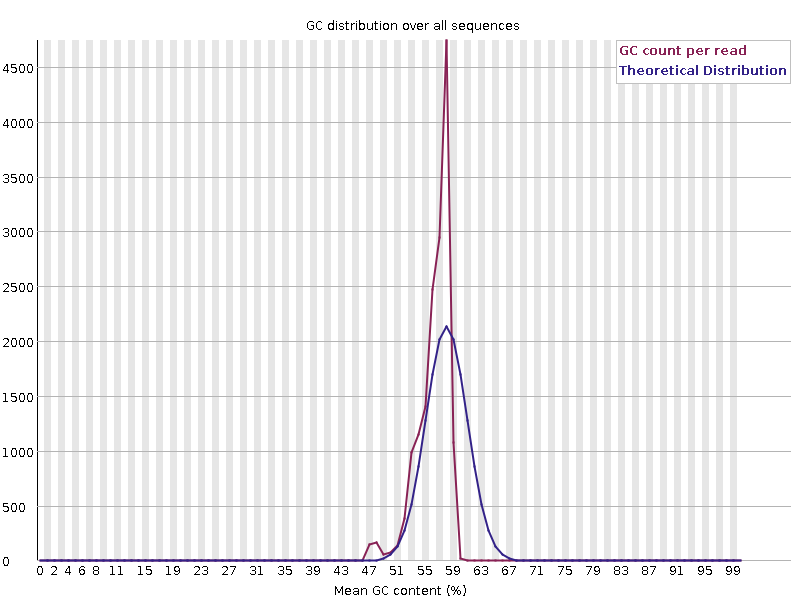 GC distribution over all sequences
GC count per read
Theoretical Distribution
4500
4000
3500
3000
2500
2000
1500
1000
500
0
0 2 4 6 8 11 15 19 23 27 31 35 39 43 47 51 55 59 63 67 71 75 79 83 87 91 95 99
Mean GC content (%)